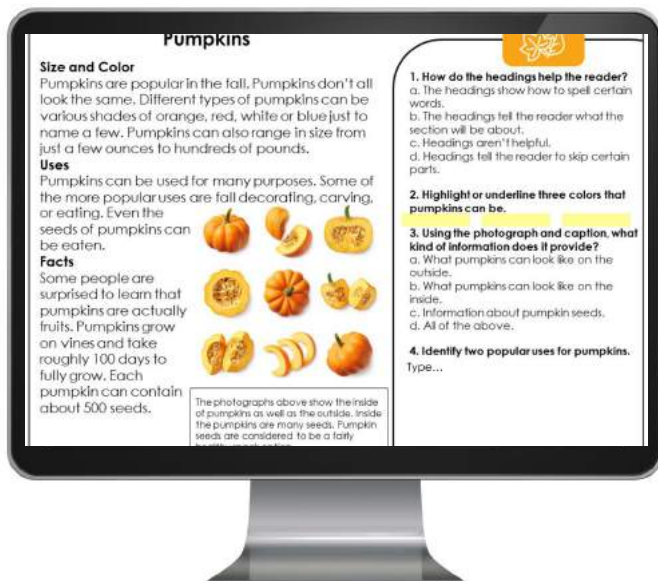 Pumpkins
Size and Color
Pumpkins are popular in the fall. Pumpkins don't all
look the same. Different types of pumpkins can be
various shades of orange, red, white or blue just to
name a few. Pumpkins can also range in size from
just a few ounces to hundreds of pounds.
Uses
Pumpkins can be used for many purposes. Some of
the more popular uses are fall decorating, carving,
or eating. Even the
seeds of pumpkins can
be eaten.
Facts
Some people are
surprised to learn that
pumpkins are actually
fruits. Pumpkins grow
on vines and take
roughly 100 days to
fully grow. Each
pumpkin can contain
about 500 seeds.
The photographs above show the inside
of pumpkins as well as the outside. Inside
the pumpkins are many seeds. Pumpkin
seeds are considered to be a fairly
1. How do the headings help the reader?
a. The headings show how to spell certain
words.
b. The headings tell the reader what the
section will be about.
c. Headings aren't helpful.
d. Headings tell the reader to skip certain
parts.
2. Highlight or underline three colors that
pumpkins can be.
3. Using the photograph and caption, what
kind of information does it provide?
a. What pumpkins can look like on the
outside.
b. What pumpkins can look like on the
inside.
c. Information about pumpkin seeds.
d. All of the above.
4. Identify two popular uses for pumpkins.
Type...